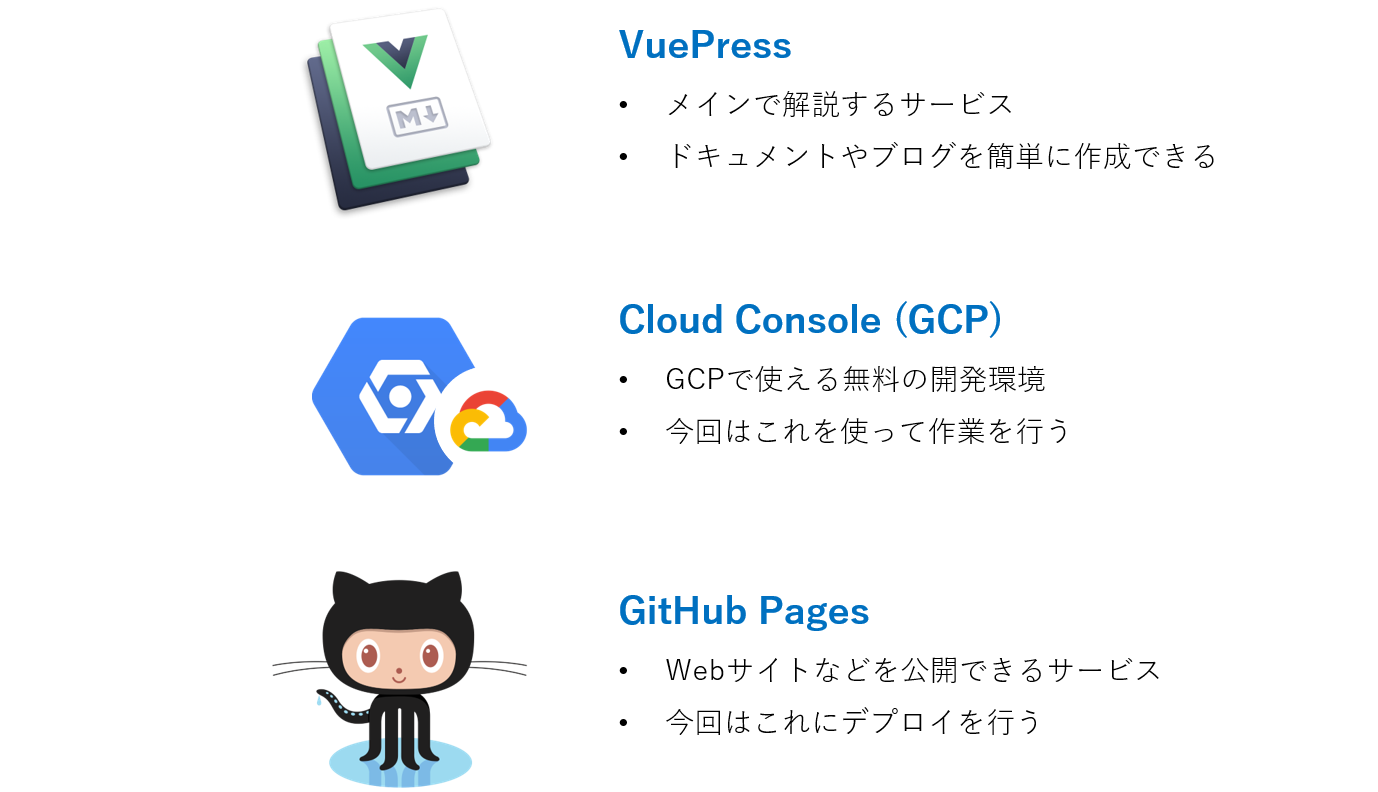 VuePress
• メインで解説するサービス
• ドキュメントやブログを簡単に作成できる
M
Cloud Console (GCP)
• GCPで使える無料の開発環境
• 今回はこれを使って作業を行う
GitHub Pages
• Webサイトなどを公開できるサービス
• 今回はこれにデプロイを行う